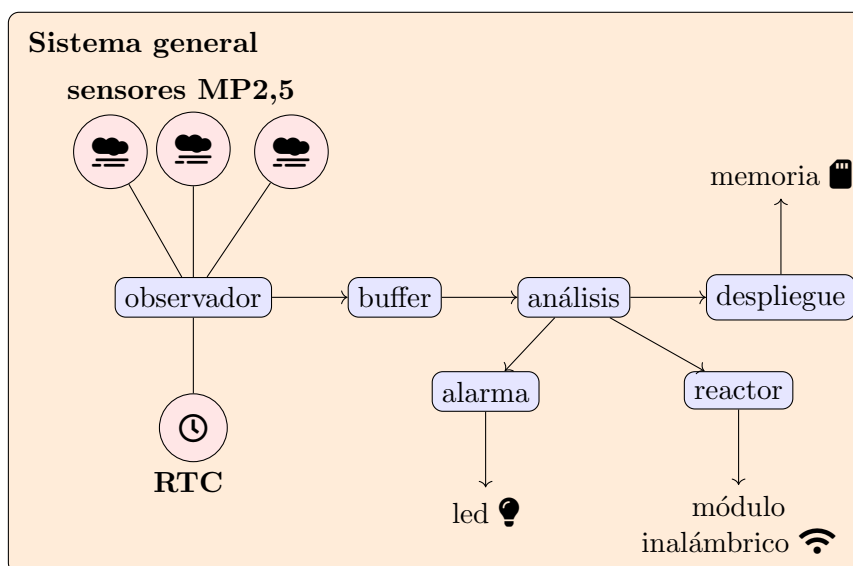 Sistema general
sensores MP2,5
memoria
observador
buffer
análisis
despliegue
alarma
reactor
RTC
led
módulo
inalámbrico